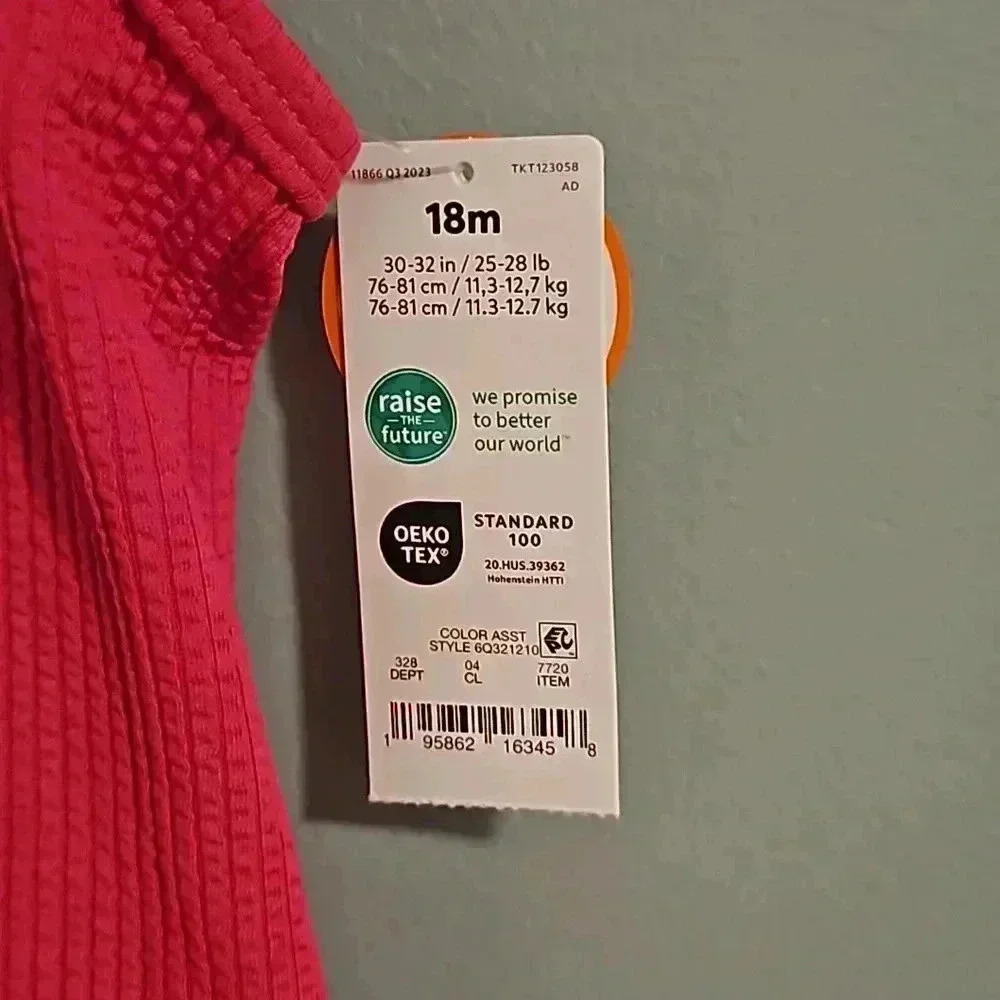 11866 Q3 2023
TKT123058
AD
18m
30-32 in / 25-28 lb
76-81 cm / 11,3-12,7 kg
76-81 cm / 11.3-12.7 kg
raise
THE
future™
we promise
to better
our world™
OEKO
TEX®
STANDARD
100
20.HUS.39362
Hohenstein HTTI
COLOR ASST
STYLE 6Q321210
328 04 7720
DEPT CL ITEM
1 95862 16345 8